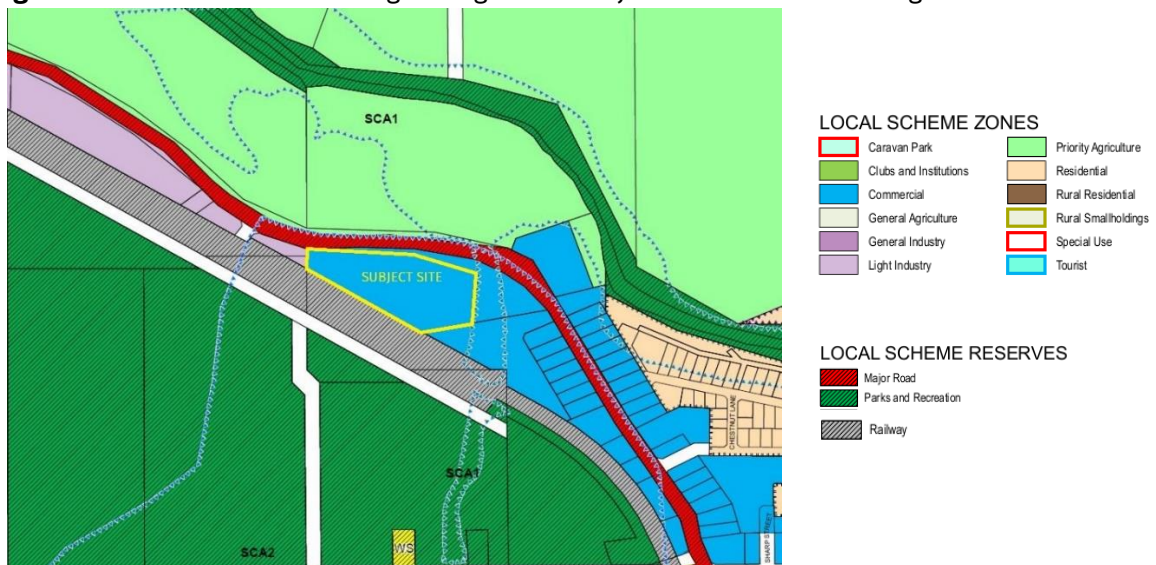 SCA1
SUBJECT SITE
CHESTNUT LANE
SCA1
SCA2
WS
SHARP STREET
LOCAL SCHEME ZONES
Caravan Park
Clubs and Institutions
Commercial
General Agriculture
General Industry
Light Industry
Priority Agriculture
Residential
Rural Residential
Rural Smallholdings
Special Use
Tourist
LOCAL SCHEME RESERVES
Major Road
Parks and Recreation
Railway